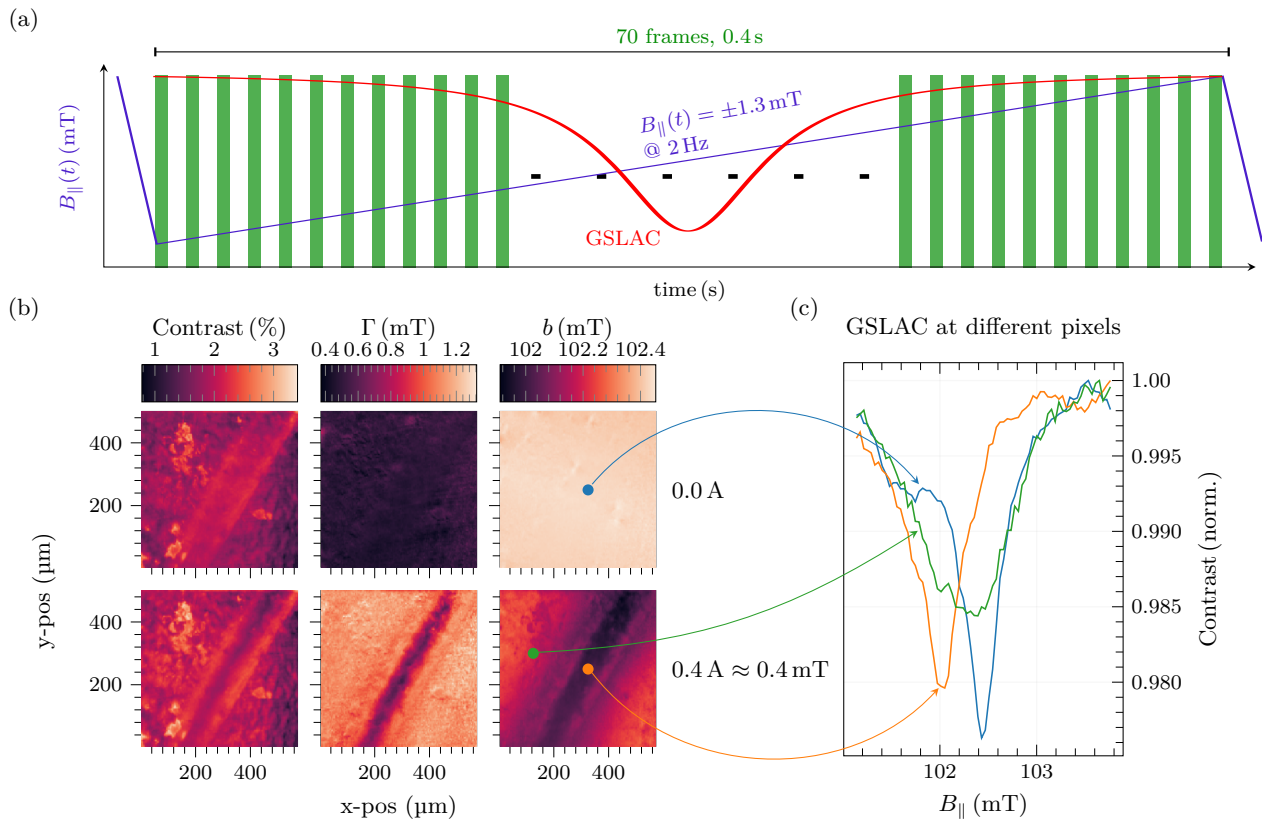 (a)
70 frames, 0.4 s
B∥(t) (mT)
B∥(t) = ±1.3 mT
@ 2 Hz
GSLAC
time (s)
(b)
Contrast (%)
Γ (mT)
b (mT)
1 2 3
0.4 0.6 0.8 1 1.2
102 102.2 102.4
400
200
0.0 A
y-pos (µm)
400
200
0.4 A ≈ 0.4 mT
200 400
200 400
200 400
x-pos (µm)
(c)
GSLAC at different pixels
1.00
0.995
0.990
0.985
0.980
Contrast (norm.)
102 103
B∥ (mT)